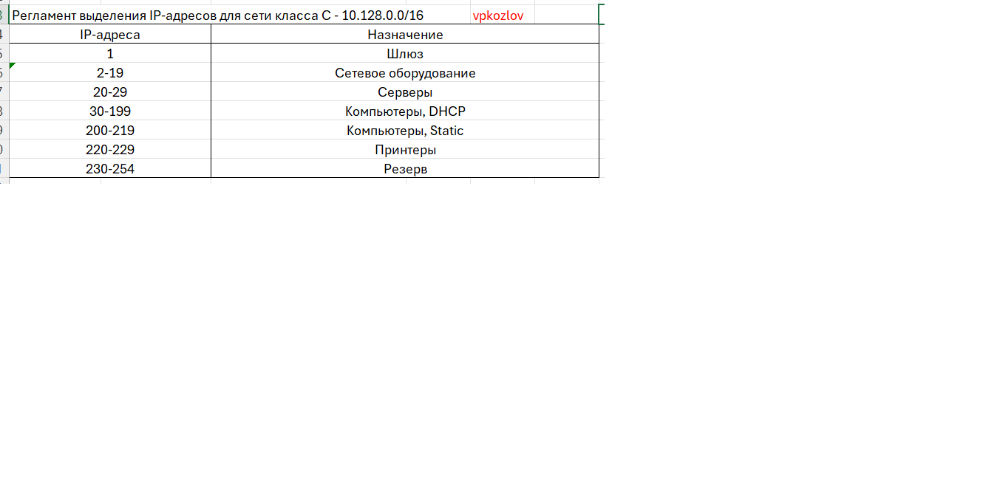 Регламент выделения IP-адресов для сети класса С - 10.128.0.0/16 vpkozlov
IP-адреса Назначение
1 Шлюз
2-19 Сетевое оборудование
20-29 Серверы
30-199 Компьютеры, DHCP
200-219 Компьютеры, Static
220-229 Принтеры
230-254 Резерв